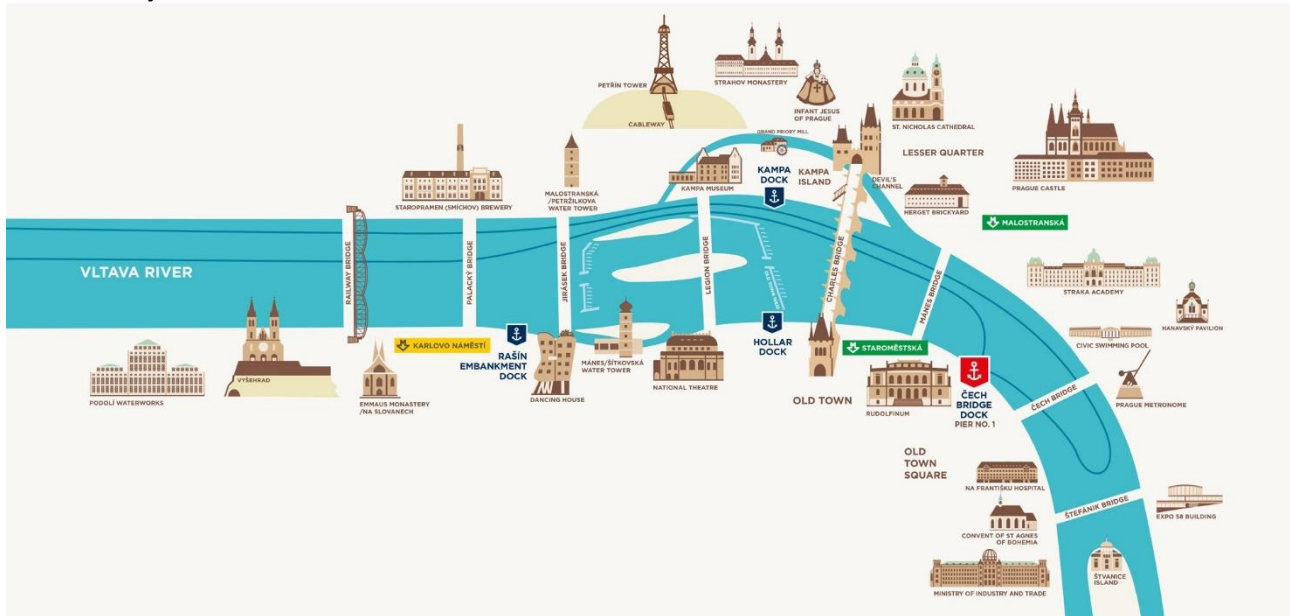 PETŘÍN TOWER
CABLEWAY
STRAHOV MONASTERY
INFANT JESUS
OF PRAGUE
ST. NICHOLAS CATHEDRAL
GRAND PRIORY MILL
LESSER QUARTER
KAMPA
DOCK
KAMPA
ISLAND
DEVIL'S
CHANNEL
PRAGUE CASTLE
STAROPRAMEN (SMÍCHOV) BREWERY
MALOSTRANSKÁ
/PETRŽILKOVA
WATER TOWER
KAMPA MUSEUM
HERGET BRICKYARD
MALOSTRANSKÁ
VLTAVA RIVER
RAILWAY BRIDGE
PALACKÝ BRIDGE
JIRÁSEK BRIDGE
LEGION BRIDGE
CHARLES BRIDGE
MÁNES BRIDGE
STRAKA ACADEMY
HANAVSKÝ PAVILION
CIVIC SWIMMING POOL
PRAGUE METRONOME
ČECH BRIDGE
PODOLÍ WATERWORKS
VYŠEHRAD
EMMAUS MONASTERY
/NA SLOVANECH
KARLOVO NÁMĚSTÍ
RAŠÍN
EMBANKMENT
DOCK
DANCING HOUSE
MÁNES/ŠÍTKOVSKÁ
WATER TOWER
NATIONAL THEATRE
HOLLAR
DOCK
OLD TOWN
STAROMĚSTSKÁ
RUDOLFINUM
ČECH
BRIDGE
DOCK
PIER NO. 1
OLD
TOWN
SQUARE
NA FRANTIŠKU HOSPITAL
CONVENT OF ST AGNES
OF BOHEMIA
MINISTRY OF INDUSTRY AND TRADE
ŠTEFÁNIK BRIDGE
EXPO 58 BUILDING
ŠTVANICE
ISLAND